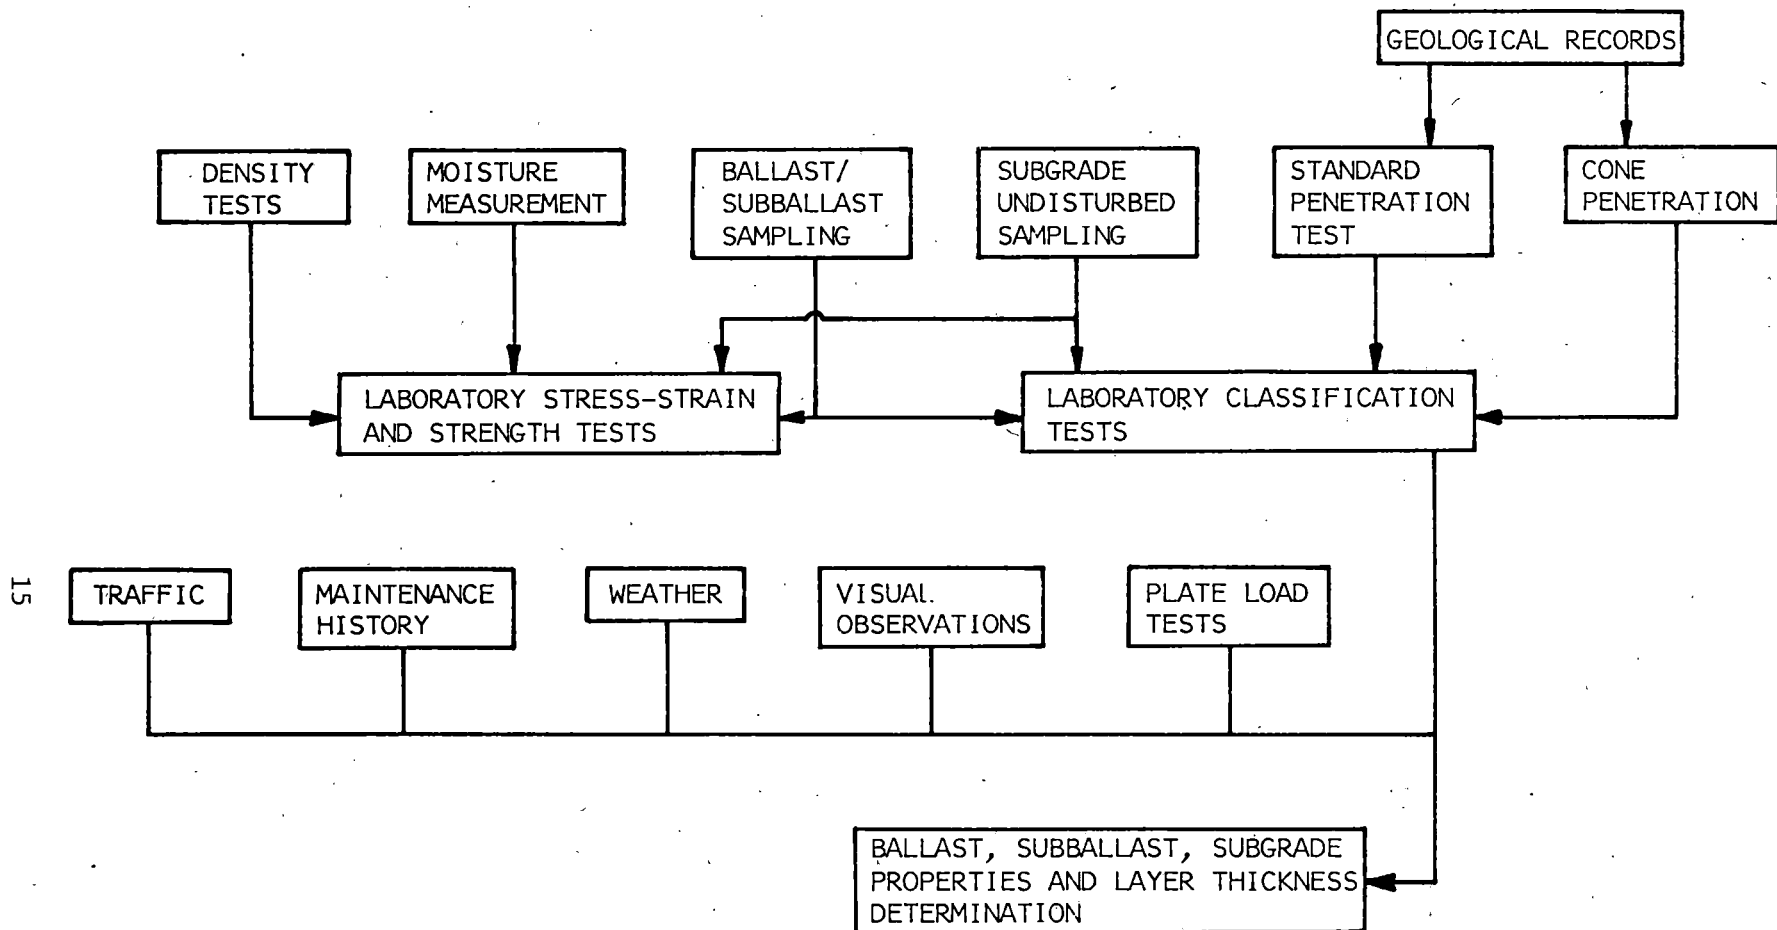 GEOLOGICAL RECORDS
DENSITY
TESTS
MOISTURE
MEASUREMENT
BALLAST/
SUBBALLAST
SAMPLING
SUBGRADE
UNDISTURBED
SAMPLING
STANDARD
PENETRATION
TEST
CONE
PENETRATION
LABORATORY STRESS-STRAIN
AND STRENGTH TESTS
LABORATORY CLASSIFICATION
TESTS
TRAFFIC
MAINTENANCE
HISTORY
WEATHER
VISUAL
OBSERVATIONS
PLATE LOAD
TESTS
BALLAST, SUBBALLAST, SUBGRADE
PROPERTIES AND LAYER THICKNESS
DETERMINATION
15